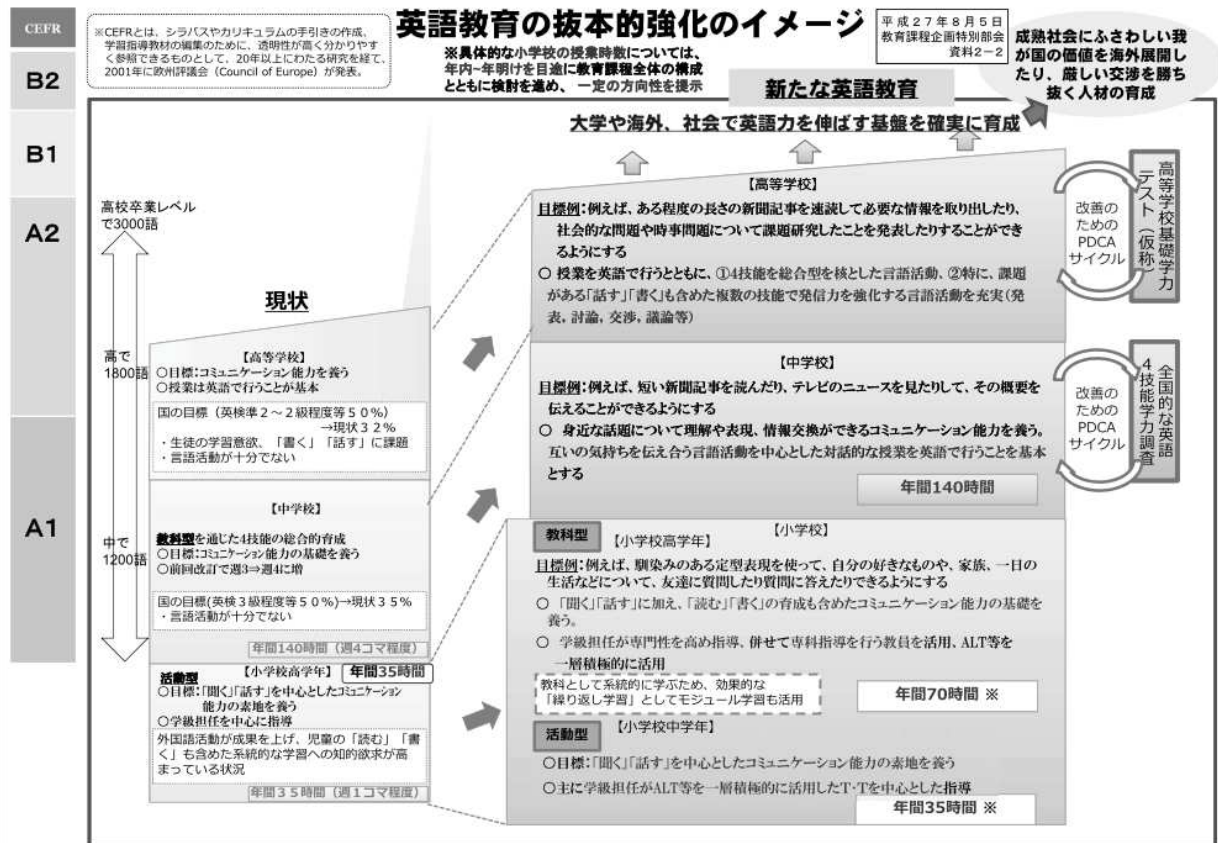 CEFR
B2
B1
A2
A1
※CEFRとは、シラバスやカリキュラムの手引きの作成、
学習指導教材の編集のために、透明性が高く分かりやす
く参照できるものとして、20年以上にわたる研究を経て、
2001年に欧州評議会（Council of Europe）が発表。
英語教育の抜本的強化のイメージ
※具体的な小学校の授業時数については、
年内~年明けを目途に教育課程全体の構成
とともに検討を進め、一定の方向性を提示
平成２７年８月５日
教育課程企画特別部会
資料２－２
成熟社会にふさわしい我
が国の価値を海外展開し
たり、厳しい交渉を勝ち
抜く人材の育成
新たな英語教育
大学や海外、社会で英語力を伸ばす基盤を確実に育成
高校卒業レベル
で3000語
高で
1800語
中で
1200語
現状
【高等学校】
○目標：コミュニケーション能力を養う
○授業は英語で行うことが基本
国の目標（英検準２～２級程度等５０％）
→現状３２％
・生徒の学習意欲、「書く」「話す」に課題
・言語活動が十分でない
【中学校】
教科型を通じた4技能の総合的育成
○目標：コミュニケーション能力の基礎を養う
○前回改訂で週3⇒週4に増
国の目標(英検３級程度等５０％)→現状３５％
・言語活動が十分でない
年間140時間（週4コマ程度）
活動型
【小学校高学年】
年間35時間
○目標：「聞く」「話す」を中心としたコミュニケーション
能力の素地を養う
○学級担任を中心に指導
外国語活動が成果を上げ、児童の「読む」「書
く」も含めた系統的な学習への知的欲求が高
まっている状況
年間３５時間（週１コマ程度）
【高等学校】
目標例：例えば、ある程度の長さの新聞記事を速読して必要な情報を取り出したり、
社会的な問題や時事問題について課題研究したことを発表したりすることができ
るようにする
○ 授業を英語で行うとともに、①4技能を総合型を核とした言語活動、②特に、課題
がある「話す」「書く」も含めた複数の技能で発信力を強化する言語活動を充実（発
表，討論，交渉，議論等）
改善の
ための
PDCA
サイクル
高等学校基礎学力
テスト（仮称）
【中学校】
目標例：例えば、短い新聞記事を読んだり、テレビのニュースを見たりして、その概要を
伝えることができるようにする
○ 身近な話題について理解や表現、情報交換ができるコミュニケーション能力を養う。
互いの気持ちを伝え合う言語活動を中心とした対話的な授業を英語で行うことを基本
とする
年間140時間
改善の
ための
PDCA
サイクル
全国的な英語
４技能学力調査
教科型
【小学校高学年】
【小学校】
目標例：例えば、馴染みのある定型表現を使って、自分の好きなものや、家族、一日の
生活などについて、友達に質問したり質問に答えたりできるようにする
○ 「聞く」「話す」に加え、「読む」「書く」の育成も含めたコミュニケーション能力の基礎を
養う。
○ 学級担任が専門性を高め指導、併せて専科指導を行う教員を活用、ALT等を
一層積極的に活用
教科として系統的に学ぶため、効果的な
「繰り返し学習」としてモジュール学習も活用
年間70時間 ※
活動型
【小学校中学年】
○目標：「聞く」「話す」を中心としたコミュニケーション能力の素地を養う
○主に学級担任がALT等を一層積極的に活用したT・Tを中心とした指導
年間35時間 ※